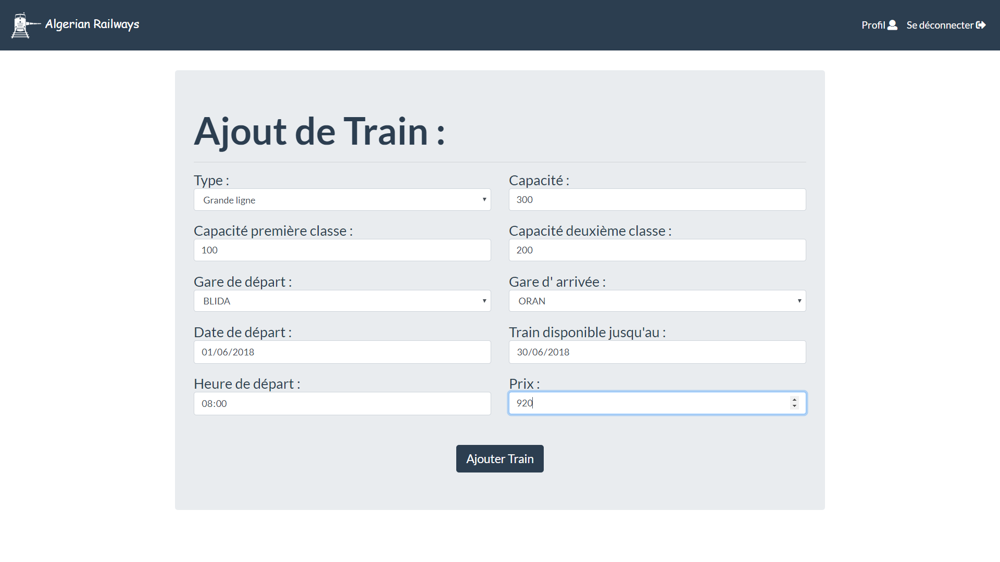 Algerian Railways
Profil Se déconnecter
Ajout de Train :
Type : Capacité :
Grande ligne 300
Capacité première classe : Capacité deuxième classe :
100 200
Gare de départ : Gare d' arrivée :
BLIDA ORAN
Date de départ : Train disponible jusqu'au :
01/06/2018 30/06/2018
Heure de départ : Prix :
08:00 920
Ajouter Train